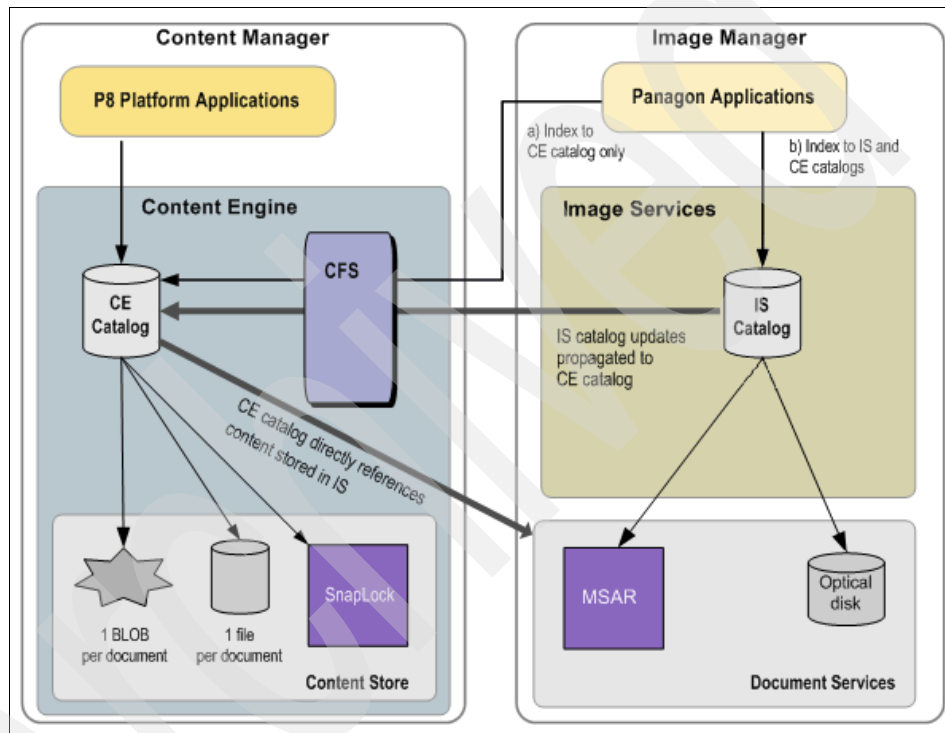 Content Manager
P8 Platform Applications
Content Engine
CE
Catalog
CFS
CE catalog directly references
content stored in IS
1 BLOB
per document
1 file
per document
SnapLock
Content Store
Image Manager
Panagon Applications
a) Index to
CE catalog only
b) Index to IS and
CE catalogs
Image Services
IS
Catalog
IS catalog updates
propagated to
CE catalog
MSAR
Optical
disk
Document Services